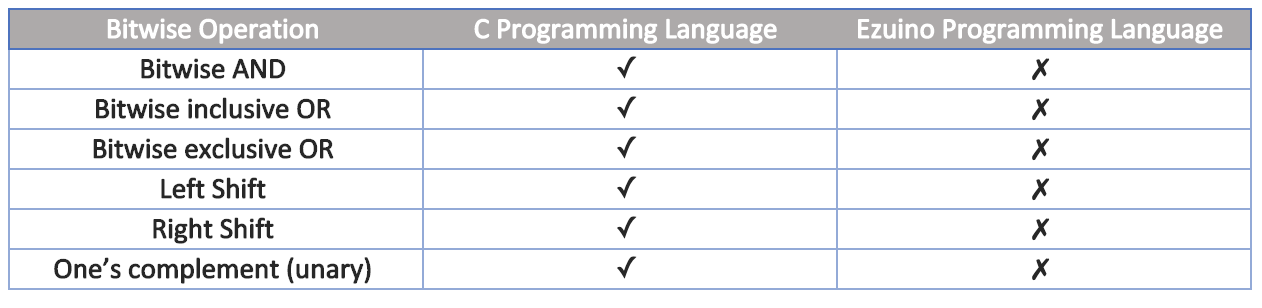 Bitwise Operation C Programming Language Ezuino Programming Language
Bitwise AND ✓ ✗
Bitwise inclusive OR ✓ ✗
Bitwise exclusive OR ✓ ✗
Left Shift ✓ ✗
Right Shift ✓ ✗
One’s complement (unary) ✓ ✗